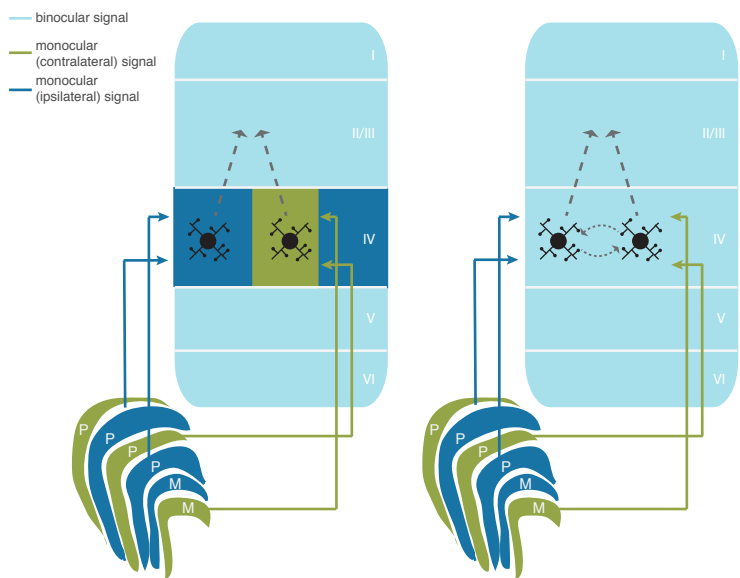 binocular signal
monocular
(contralateral) signal
monocular
(ipsilateral) signal
I
II/III
IV
V
VI
P
P
P
P
M
M
I
II/III
IV
V
VI
P
P
P
P
M
M